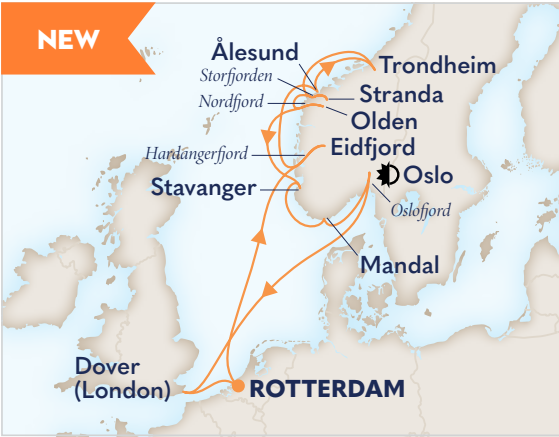 NEW
Ålesund
Storfjorden
Nordfjord
Trondheim
Stranda
Olden
Eidfjord
Hardangerfjord
Stavanger
Oslo
Oslofjord
Mandal
Dover
(London)
ROTTERDAM